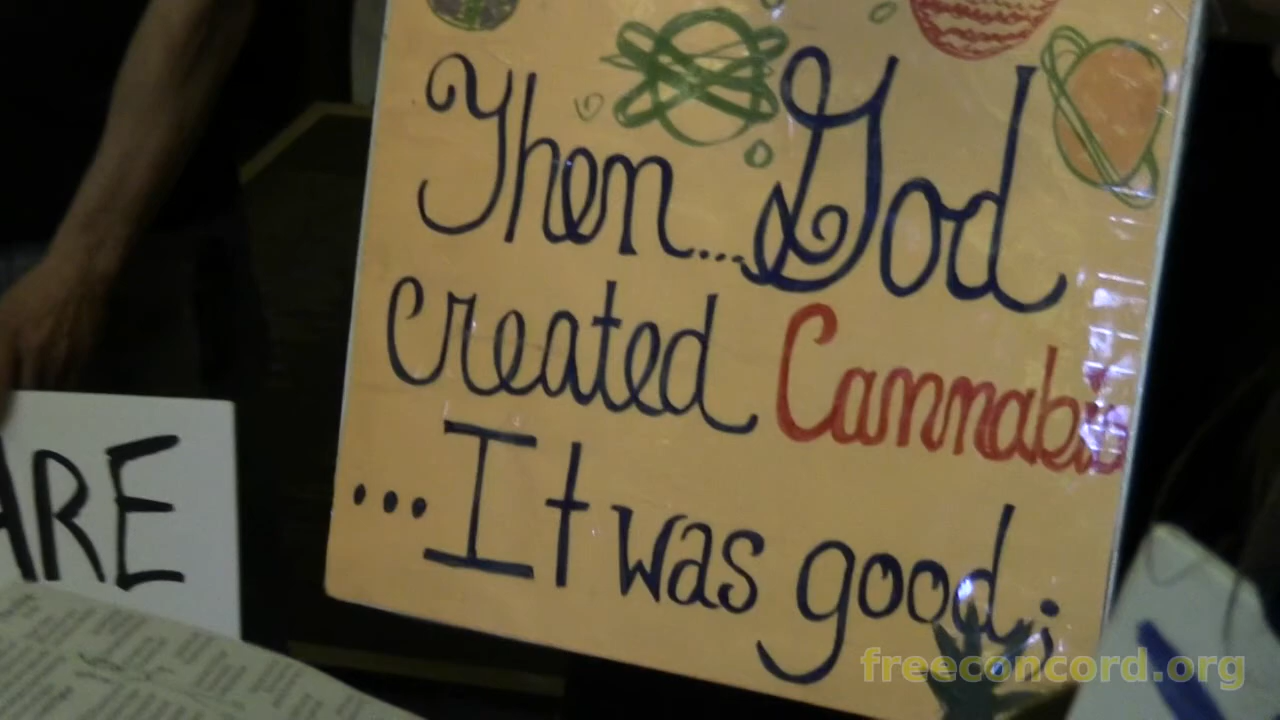 Then...God
created Cannabis
...It was good;
ARE
freeconcord.org